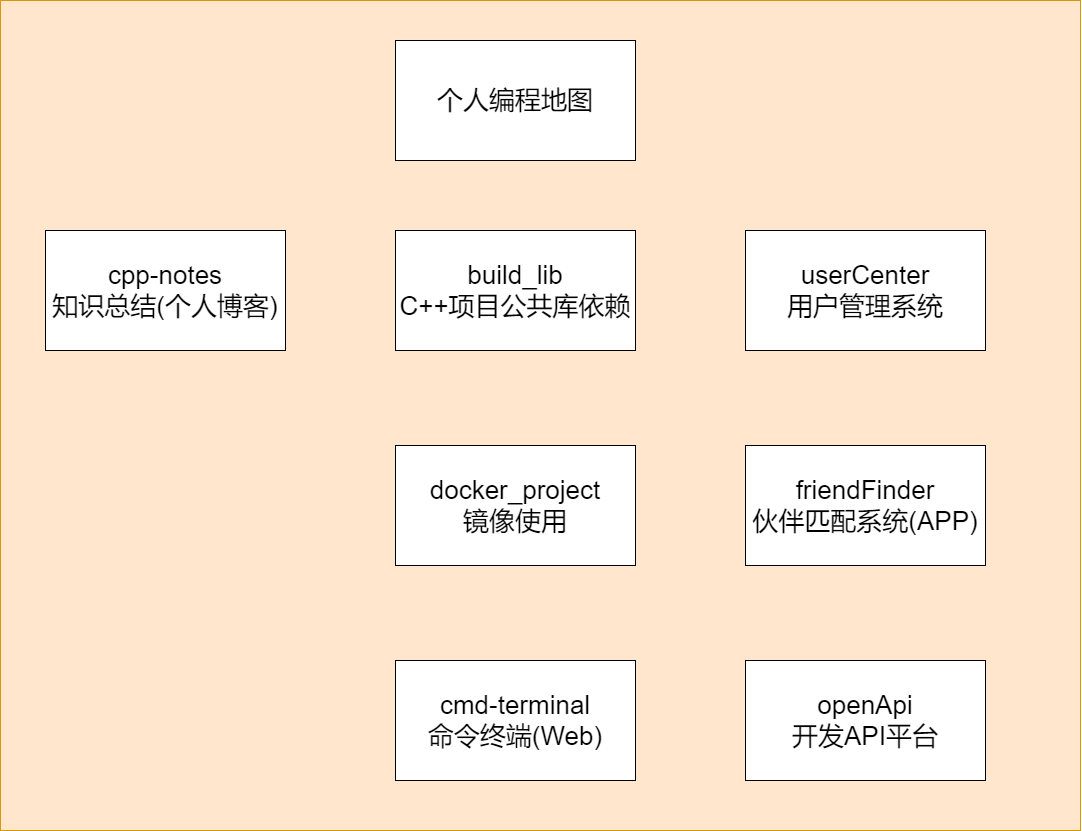 个人编程地图
cpp-notes
知识总结(个人博客)
build_lib
C++项目公共库依赖
userCenter
用户管理系统
docker_project
镜像使用
friendFinder
伙伴匹配系统(APP)
cmd-terminal
命令终端(Web)
openApi
开发API平台